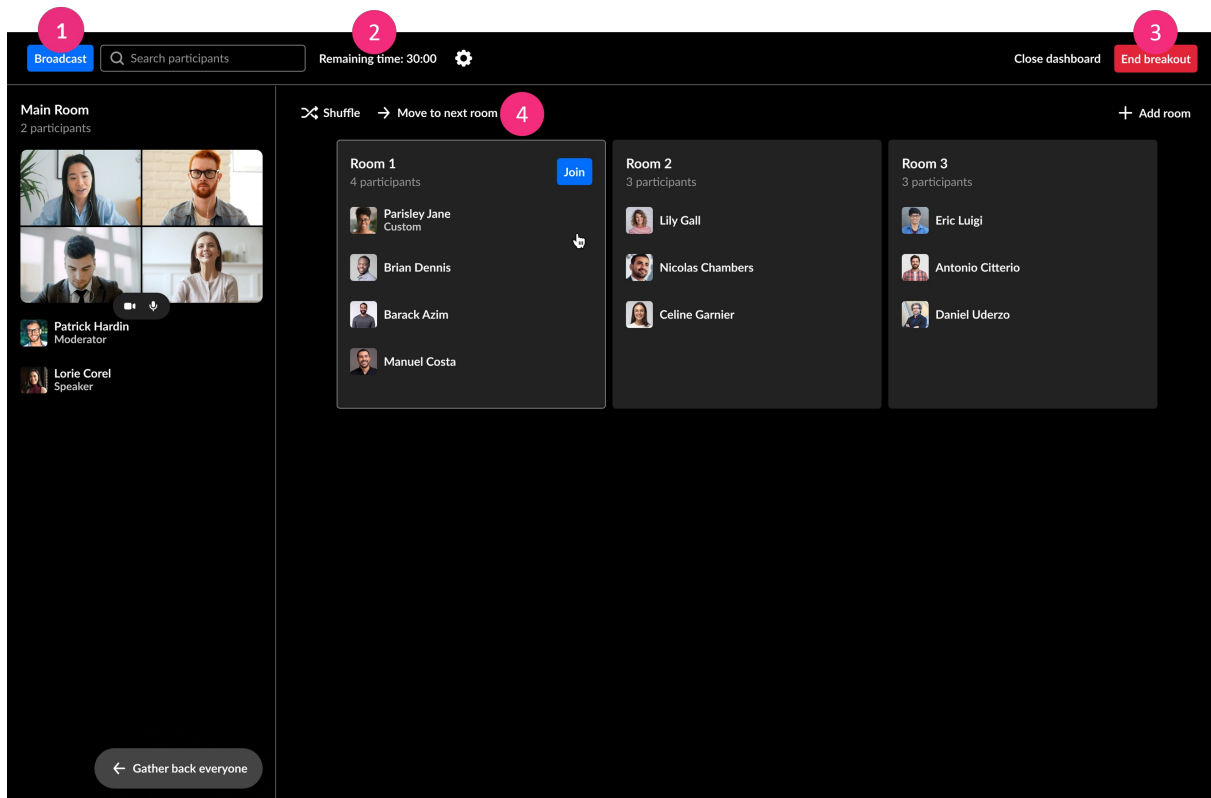 1
2
3
Broadcast
Search participants
Remaining time: 30:00
Close dashboard
End breakout
Main Room
2 participants
Patrick Hardin
Moderator
Lorie Corel
Speaker
Gather back everyone
Shuffle
Move to next room
4
Add room
Room 1
4 participants
Join
Parisley Jane
Custom
Brian Dennis
Barack Azim
Manuel Costa
Room 2
3 participants
Lily Gall
Nicolas Chambers
Celine Garnier
Room 3
3 participants
Eric Luigi
Antonio Citterio
Daniel Uderzo